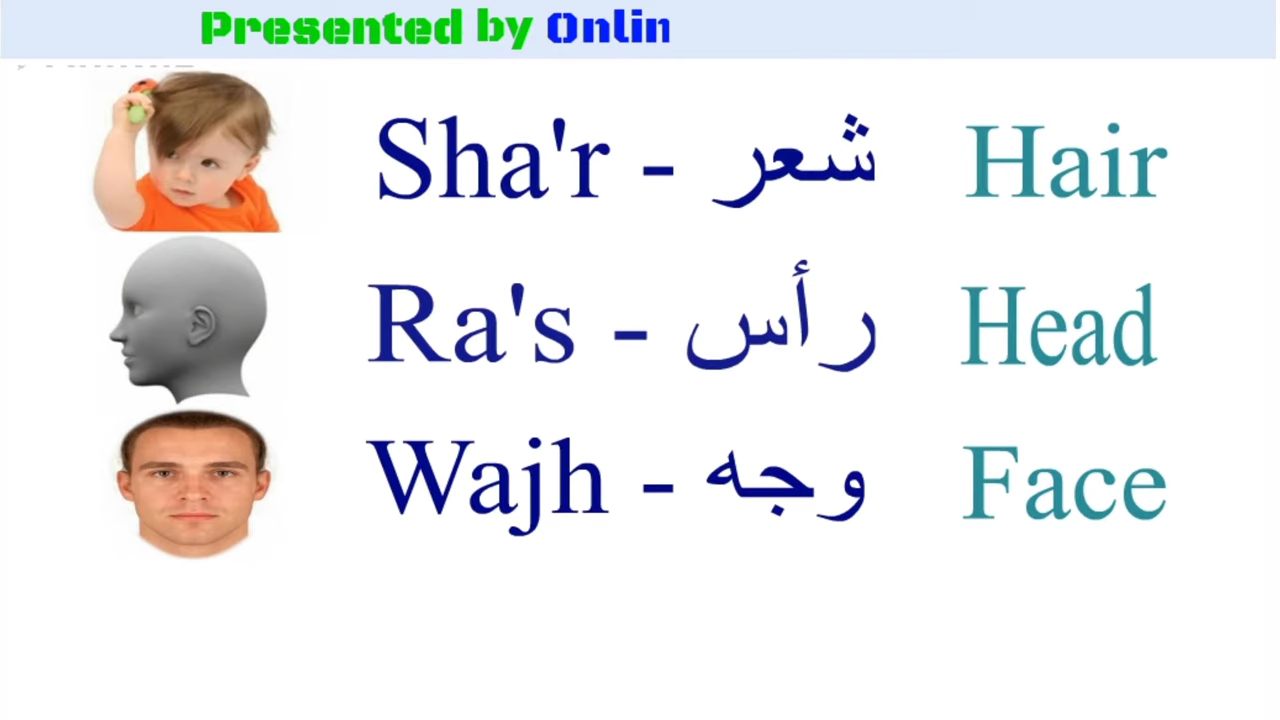 Presented by Onlin
Sha'r - شعر Hair
Ra's - رأس Head
Wajh - وجه Face